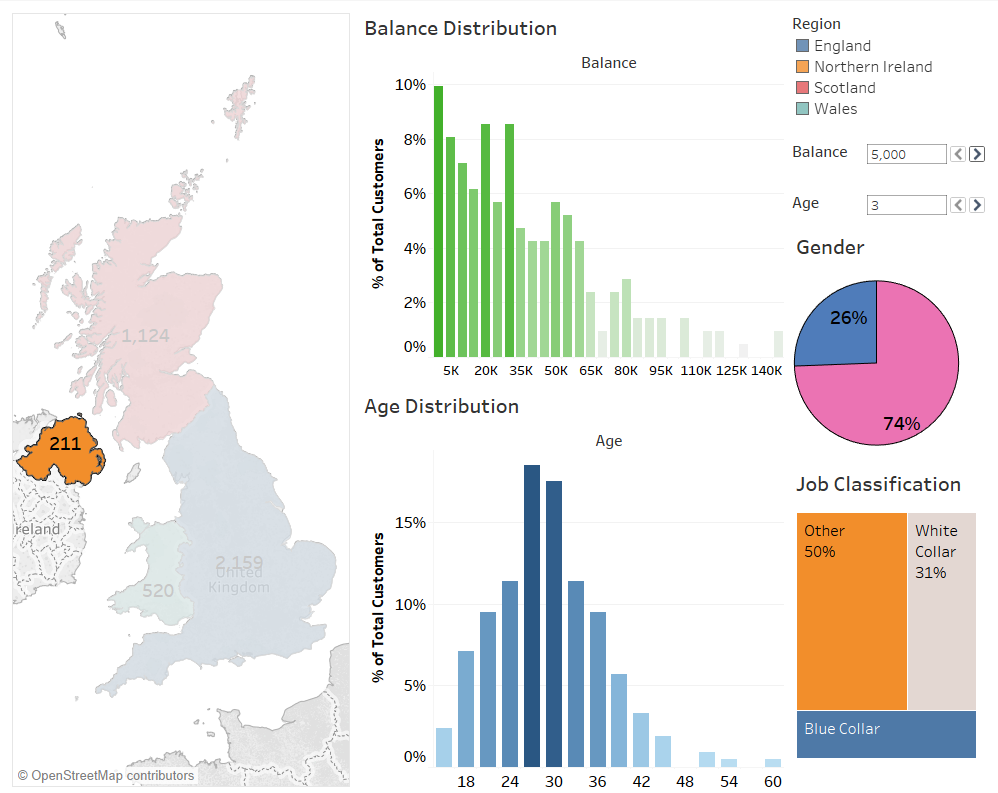 1,124
211
reland
2,159
United
Kingdom
520
© OpenStreetMap contributors
Balance Distribution
Balance
% of Total Customers
10%
8%
6%
4%
2%
0%
5K 20K 35K 50K 65K 80K 95K 110K 125K 140K
Age Distribution
Age
% of Total Customers
15%
10%
5%
0%
18 24 30 36 42 48 54 60
Region
England
Northern Ireland
Scotland
Wales
Balance 5,000
Age 3
Gender
26%
74%
Job Classification
Other
50%
White
Collar
31%
Blue Collar